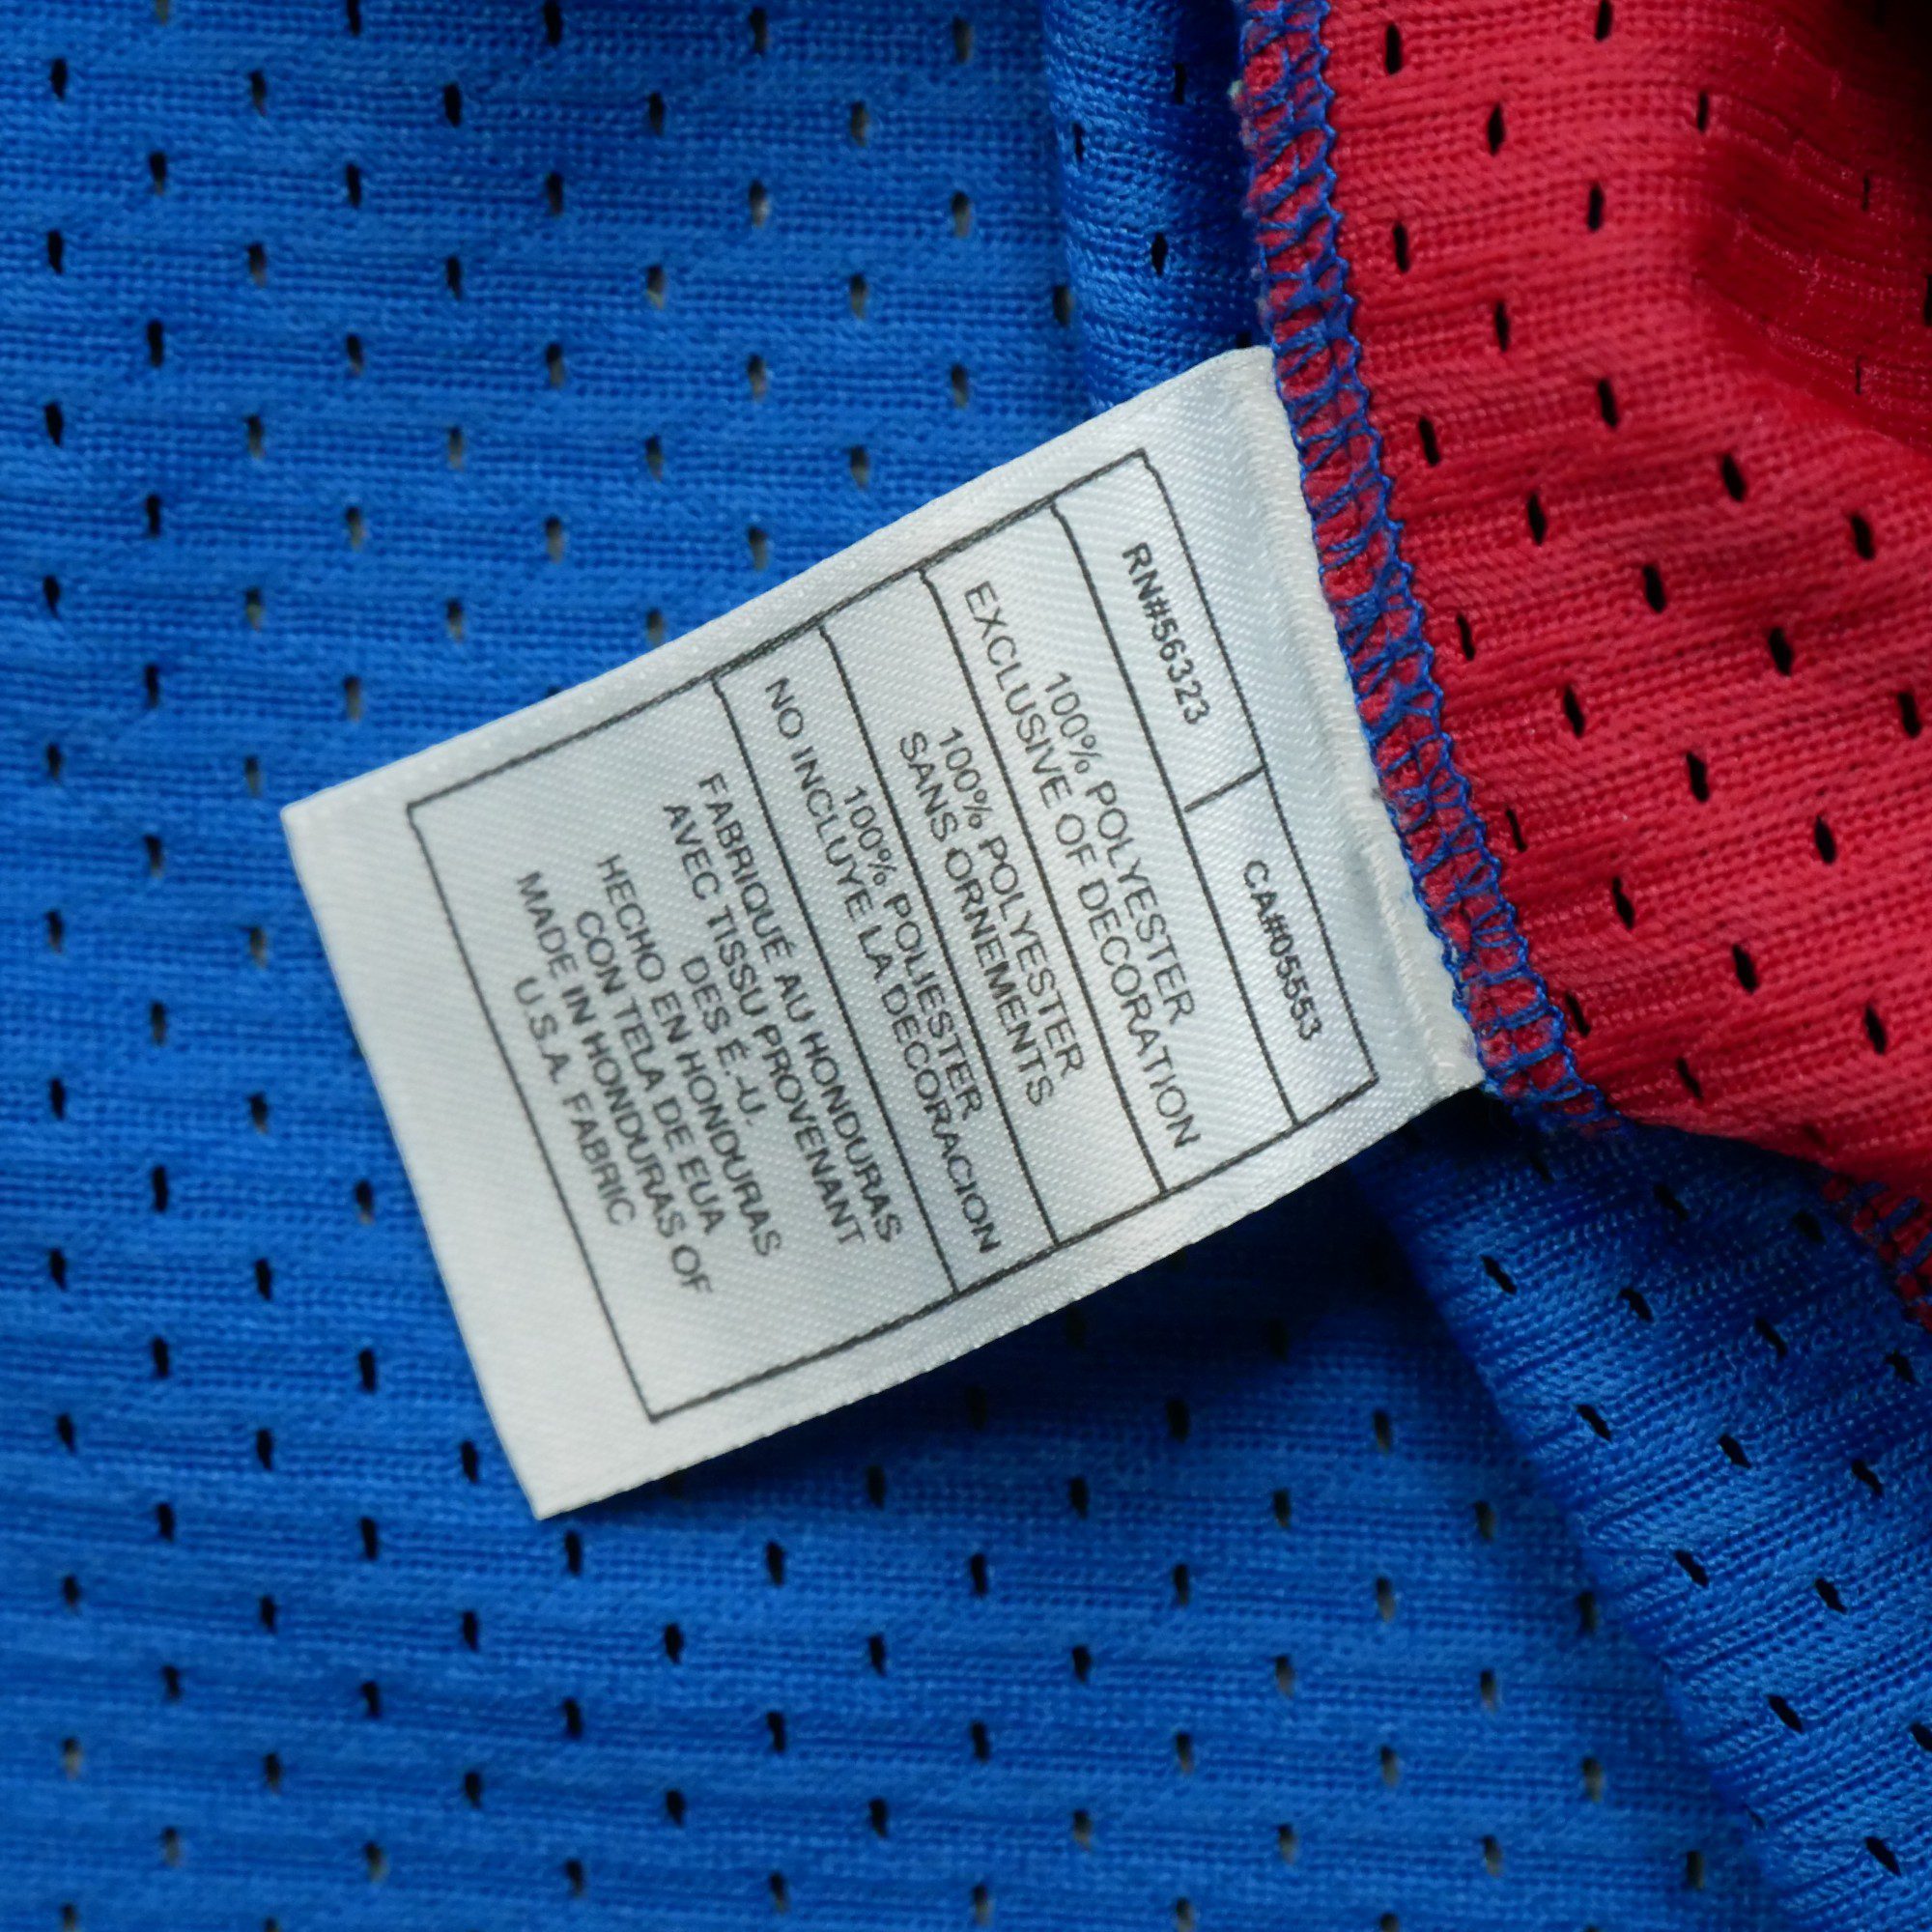 RN#56323 CA#05553
100% POLYESTER
EXCLUSIVE OF DECORATION
100% POLYESTER
SANS ORNEMENTS
100% POLIESTER
NO INCLUYE LA DECORACION
FABRIQUÉ AU HONDURAS
AVEC TISSU PROVENANT
DES É.-U.
HECHO EN HONDURAS
CON TELA DE EUA
MADE IN HONDURAS OF
U.S.A. FABRIC